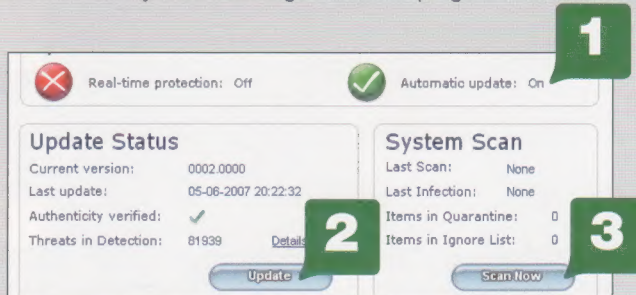 1
Real-time protection: Off
Automatic update: On
Update Status
Current version: 0002.0000
Last update: 05-06-2007 20:22:32
Authenticity verified:
Threats in Detection: 81939 Details
2
Update
System Scan
Last Scan: None
Last Infection: None
Items in Quarantine: 0
Items in Ignore List: 0
3
Scan Now